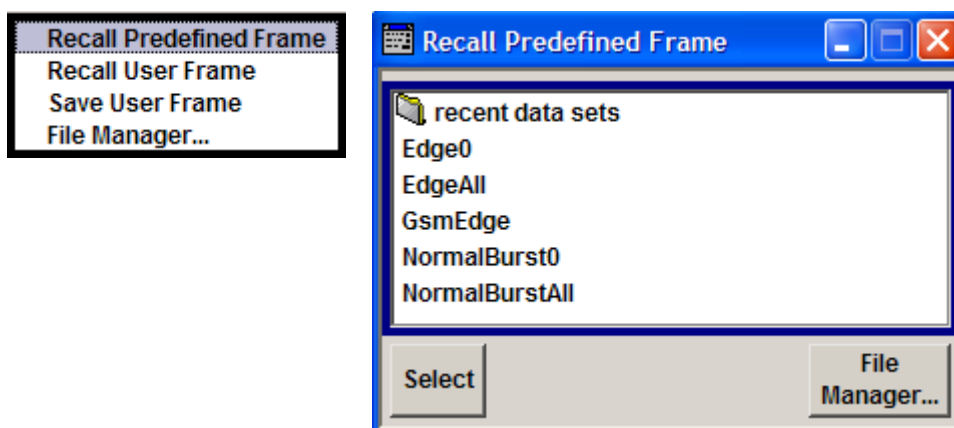 Recall Predefined Frame
Recall User Frame
Save User Frame
File Manager...
Recall Predefined Frame
recent data sets
Edge0
EdgeAll
GsmEdge
NormalBurst0
NormalBurstAll
Select
File
Manager...